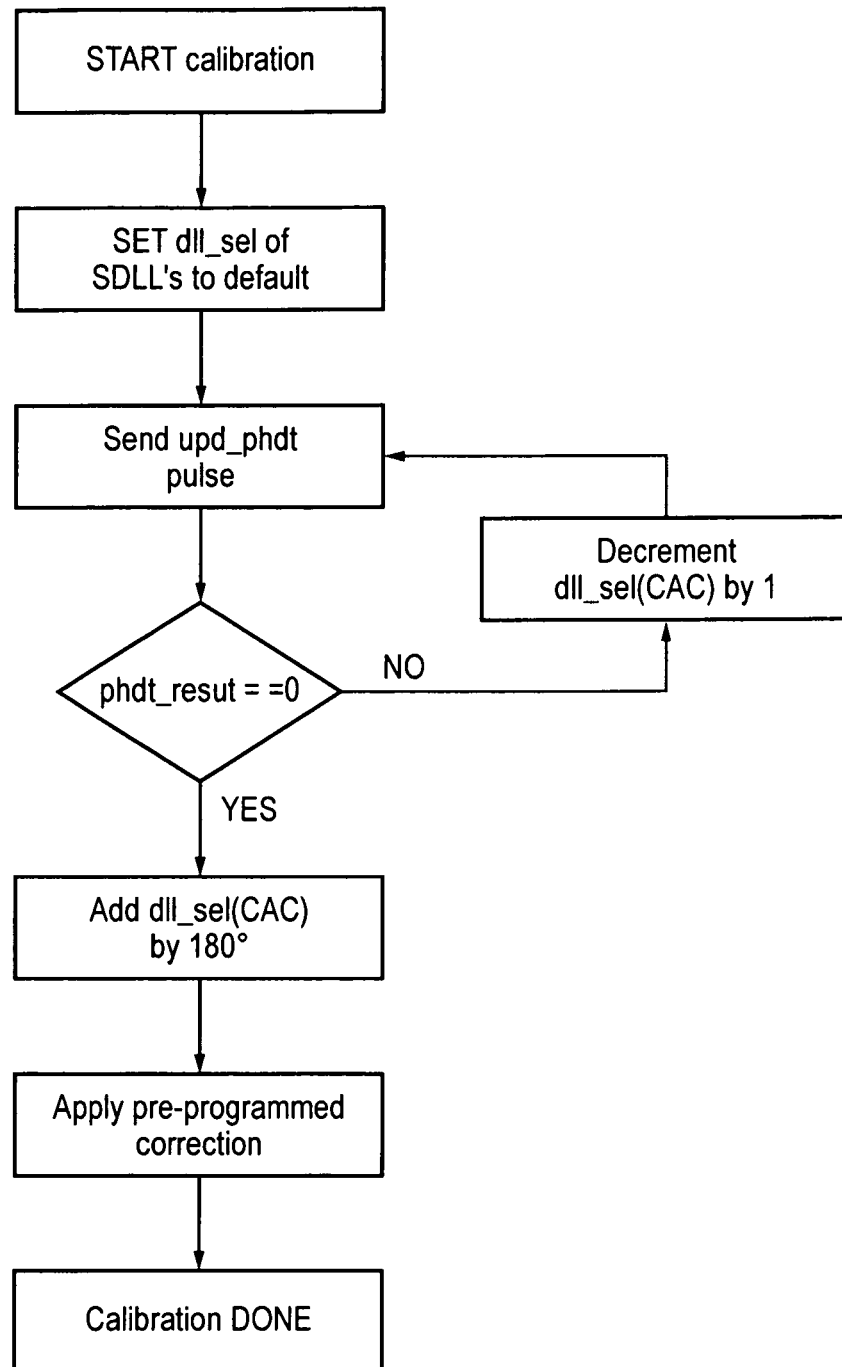 START calibration
SET dll_sel of
SDLL's to default
Send upd_phdt
pulse
Decrement
dll_sel(CAC) by 1
phdt_resut = =0
NO
YES
Add dll_sel(CAC)
by 180°
Apply pre-programmed
correction
Calibration DONE